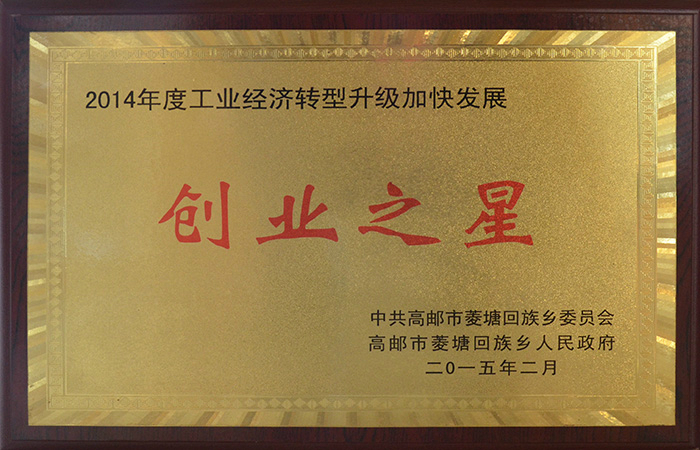 2014年度工业经济转型升级加快发展
创业之星
中共高邮市菱塘回族乡委员会
高邮市菱塘回族乡人民政府
二0一五年二月